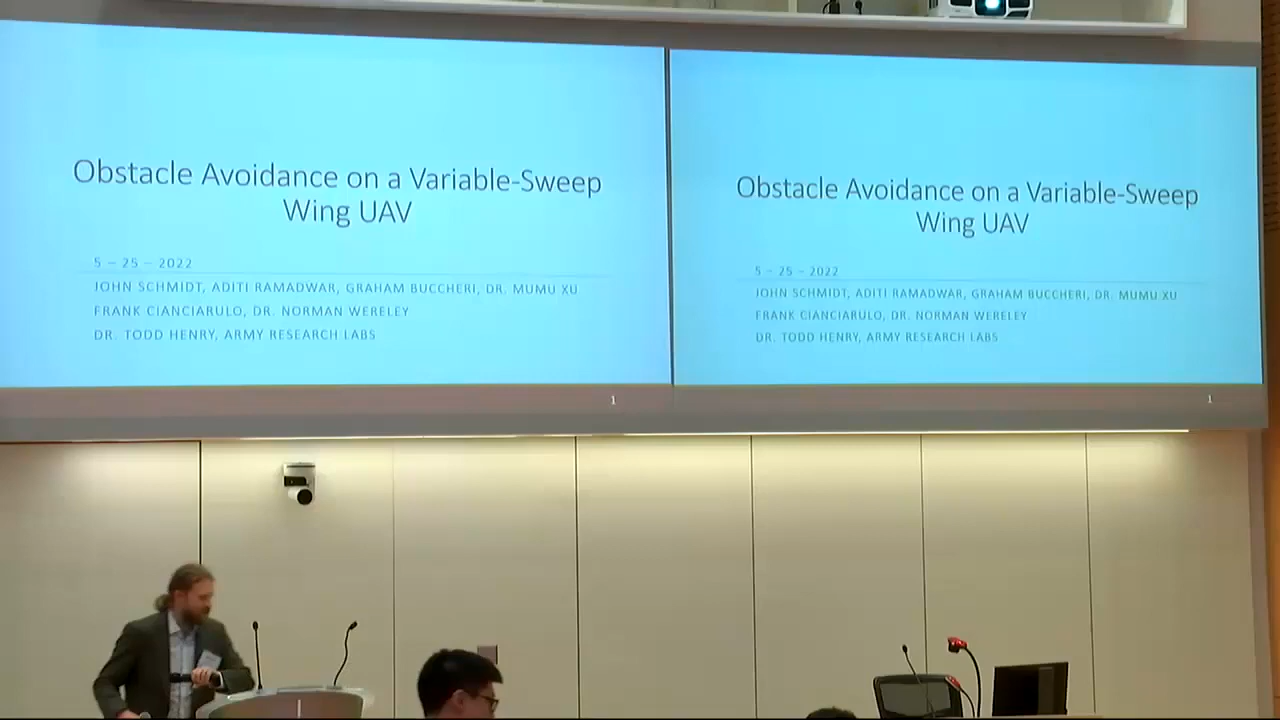 Obstacle Avoidance on a Variable-Sweep
Wing UAV
5 – 25 – 2022
JOHN SCHMIDT, ADITI RAMADWAR, GRAHAM BUCCHERI, DR. MUMU XU
FRANK CIANCIARULO, DR. NORMAN WERELEY
DR. TODD HENRY, ARMY RESEARCH LABS
1
Obstacle Avoidance on a Variable-Sweep
Wing UAV
5 – 25 – 2022
JOHN SCHMIDT, ADITI RAMADWAR, GRAHAM BUCCHERI, DR. MUMU XU
FRANK CIANCIARULO, DR. NORMAN WERELEY
DR. TODD HENRY, ARMY RESEARCH LABS
1